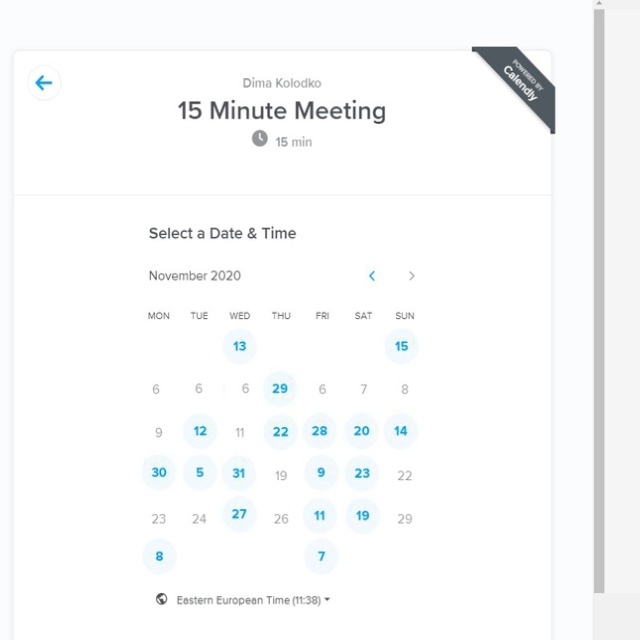 Dima Kolodko
POWERED BY
Calendly
15 Minute Meeting
15 min
Select a Date & Time
November 2020
MON TUE WED THU FRI SAT SUN
13 15
6 6 6 29 6 7 8
9 12 11 22 28 20 14
30 5 31 19 9 23 22
23 24 27 26 11 19 29
8 7
Eastern European Time (11:38)